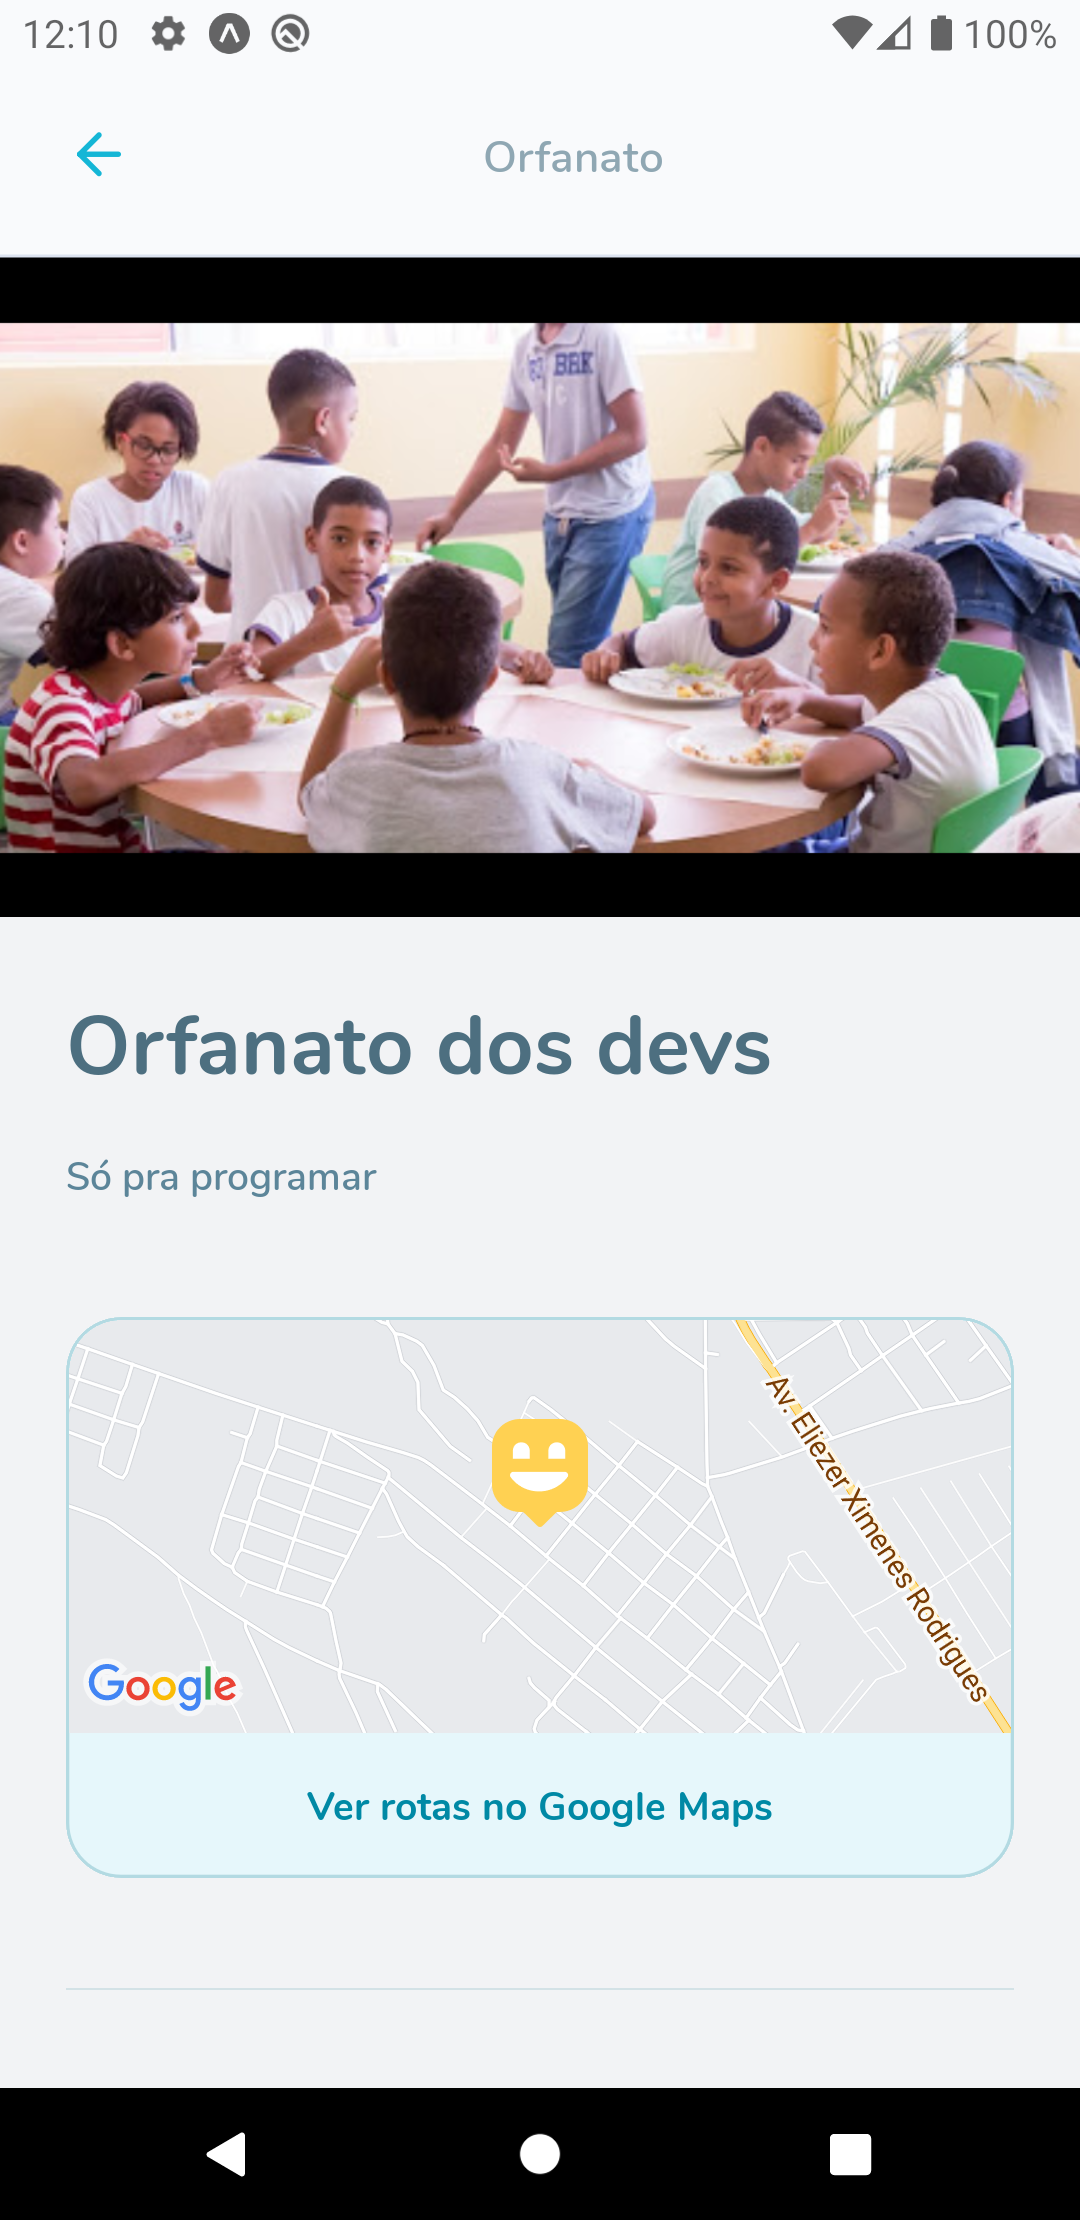 12:10 100%
Orfanato
BRK
Orfanato dos devs
Só pra programar
Av. Eliezer Ximenes Rodrigues
Google
Ver rotas no Google Maps